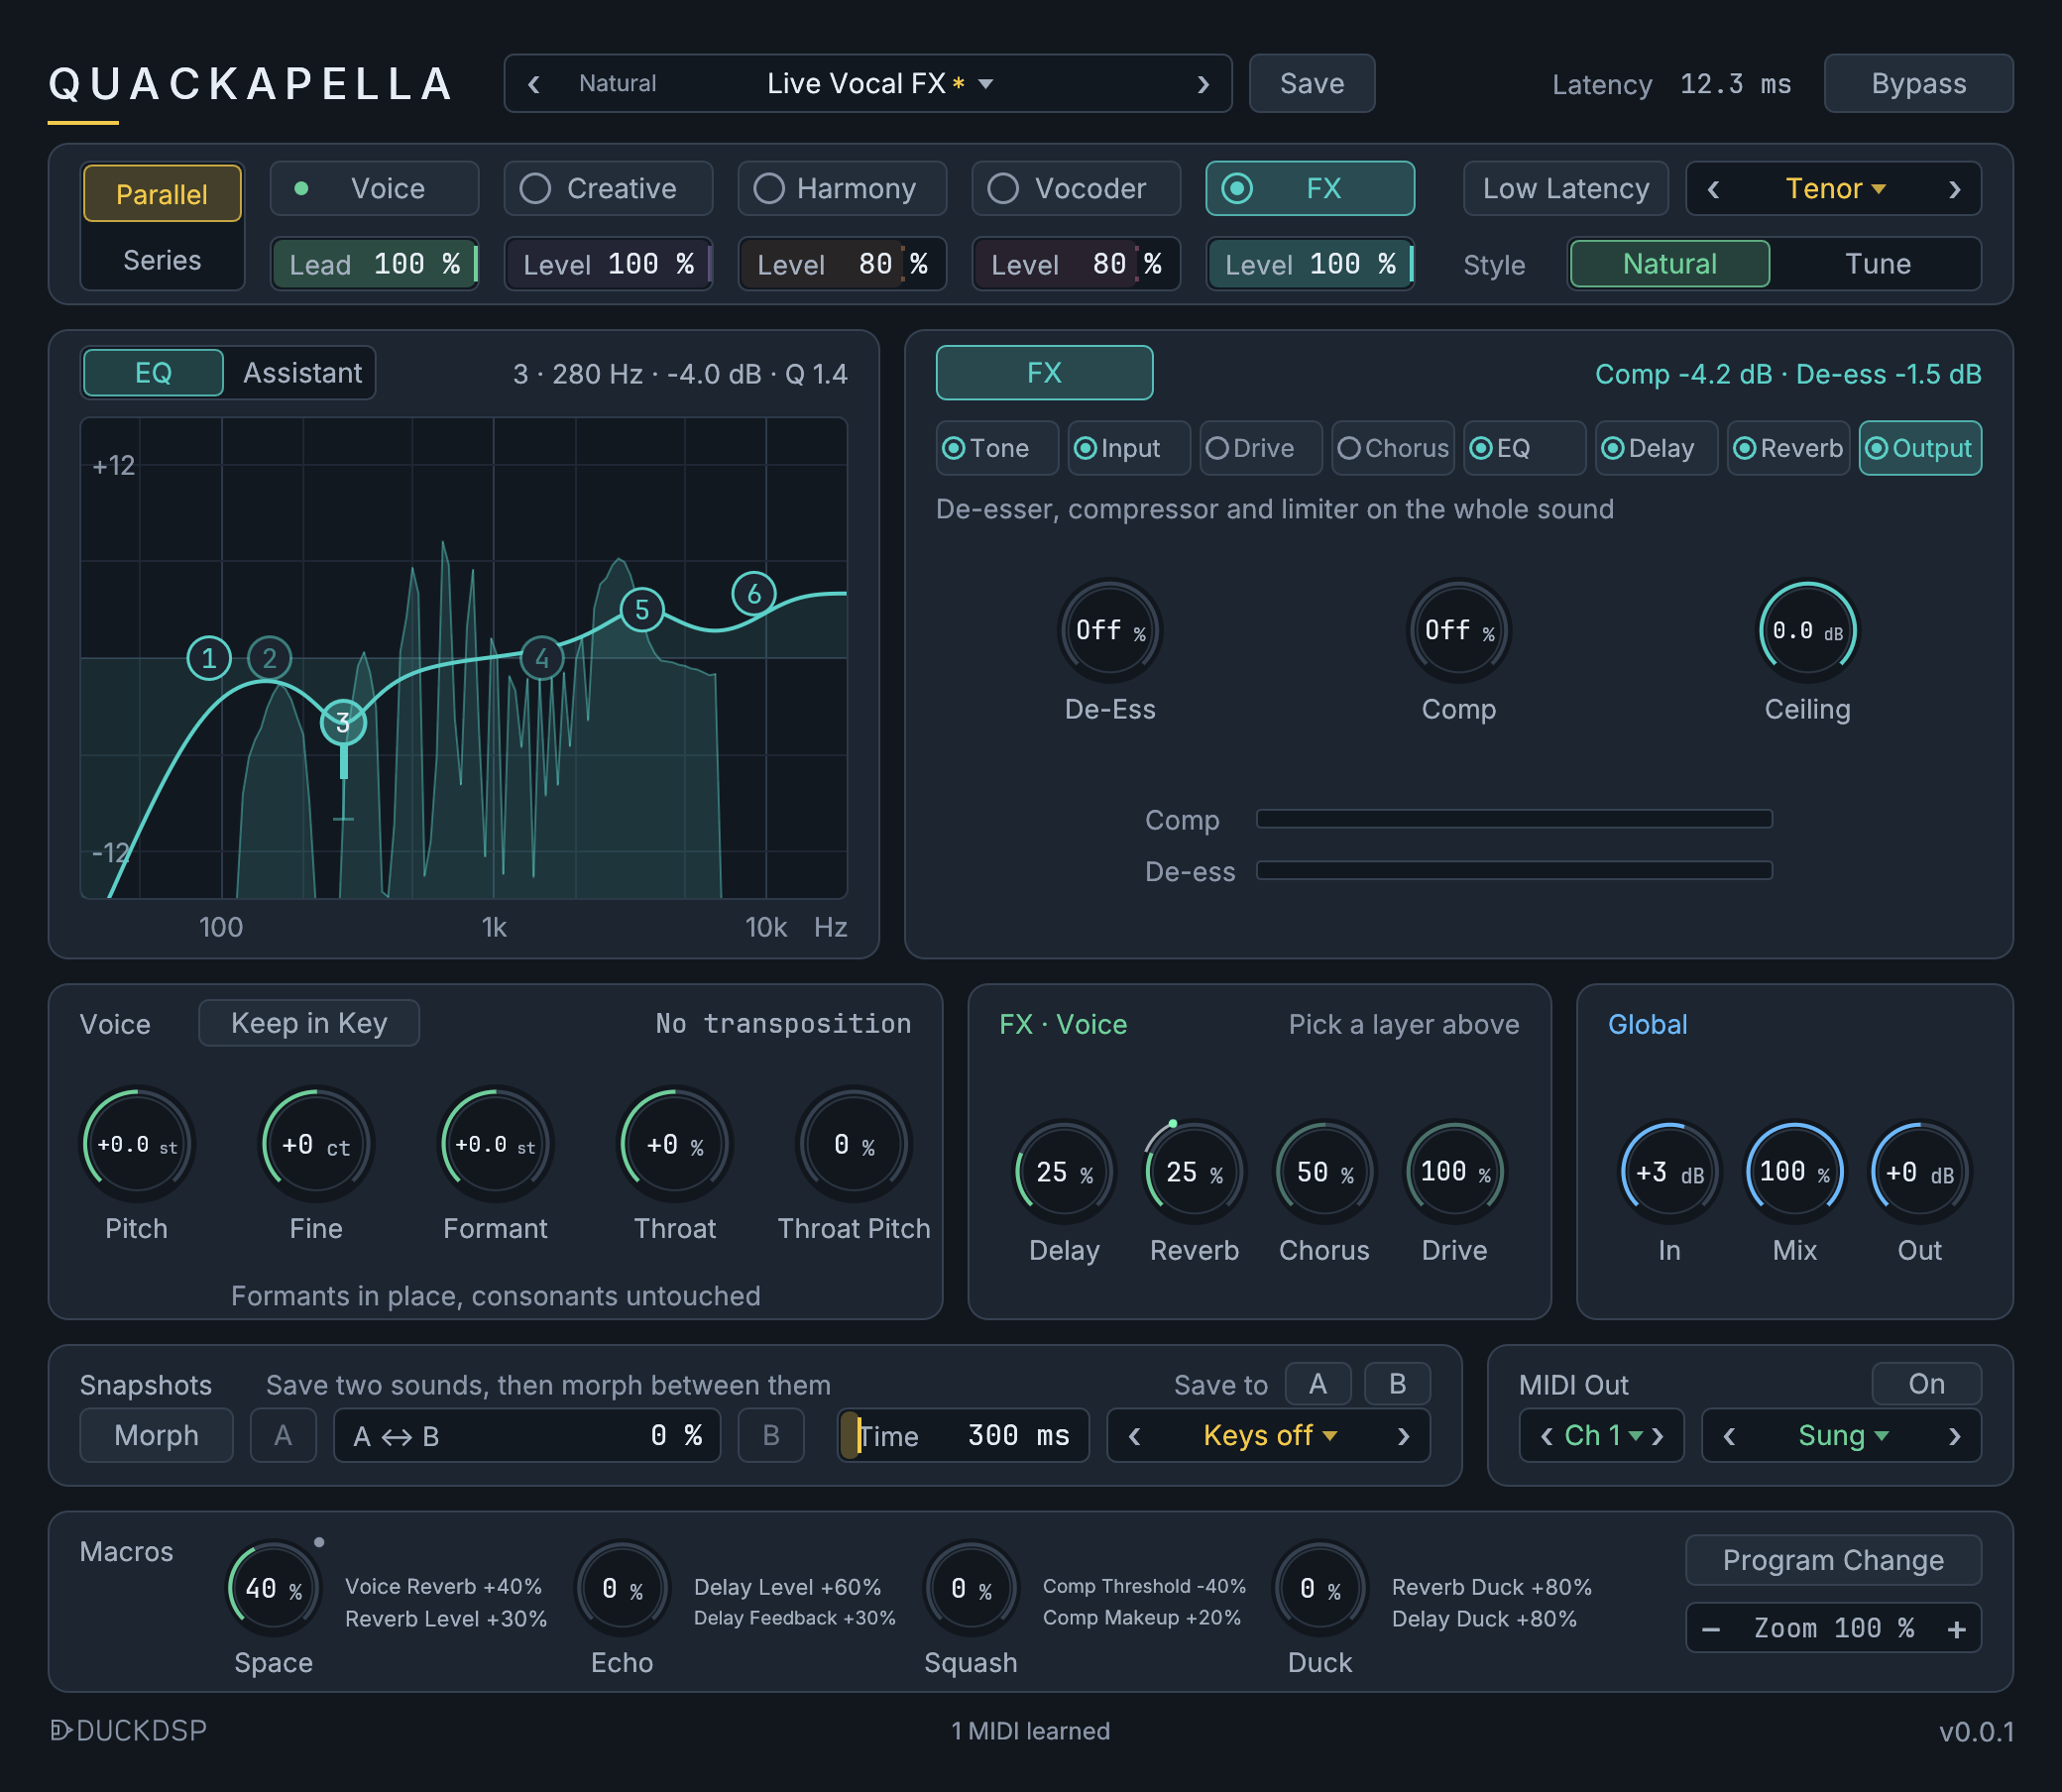 QUACKAPELLA
‹ Natural Live Vocal FX * ›
Save
Latency 12.3 ms
Bypass
Parallel
Voice
Creative
Harmony
Vocoder
FX
Low Latency
‹ Tenor ›
Series
Lead 100 %
Level 100 %
Level 80 %
Level 80 %
Level 100 %
Style
Natural
Tune
EQ
Assistant
3 · 280 Hz · -4.0 dB · Q 1.4
+12
1
2
3
4
5
6
-12
100
1k
10k
Hz
FX
Comp -4.2 dB · De-ess -1.5 dB
Tone
Input
Drive
Chorus
EQ
Delay
Reverb
Output
De-esser, compressor and limiter on the whole sound
Off %
Off %
0.0 dB
De-Ess
Comp
Ceiling
Comp
De-ess
Voice
Keep in Key
No transposition
+0.0 st
+0 ct
+0.0 st
+0 %
0 %
Pitch
Fine
Formant
Throat
Throat Pitch
Formants in place, consonants untouched
FX · Voice
Pick a layer above
25 %
25 %
50 %
100 %
Delay
Reverb
Chorus
Drive
Global
+3 dB
100 %
+0 dB
In
Mix
Out
Snapshots
Save two sounds, then morph between them
Save to
A
B
Morph
A
A ↔ B 0 %
B
Time 300 ms
‹ Keys off ›
MIDI Out
On
‹ Ch 1 ›
‹ Sung ›
Macros
40 %
Space
Voice Reverb +40%
Reverb Level +30%
0 %
Echo
Delay Level +60%
Delay Feedback +30%
0 %
Squash
Comp Threshold -40%
Comp Makeup +20%
0 %
Duck
Reverb Duck +80%
Delay Duck +80%
Program Change
− Zoom 100 % +
DUCKDSP
1 MIDI learned
v0.0.1